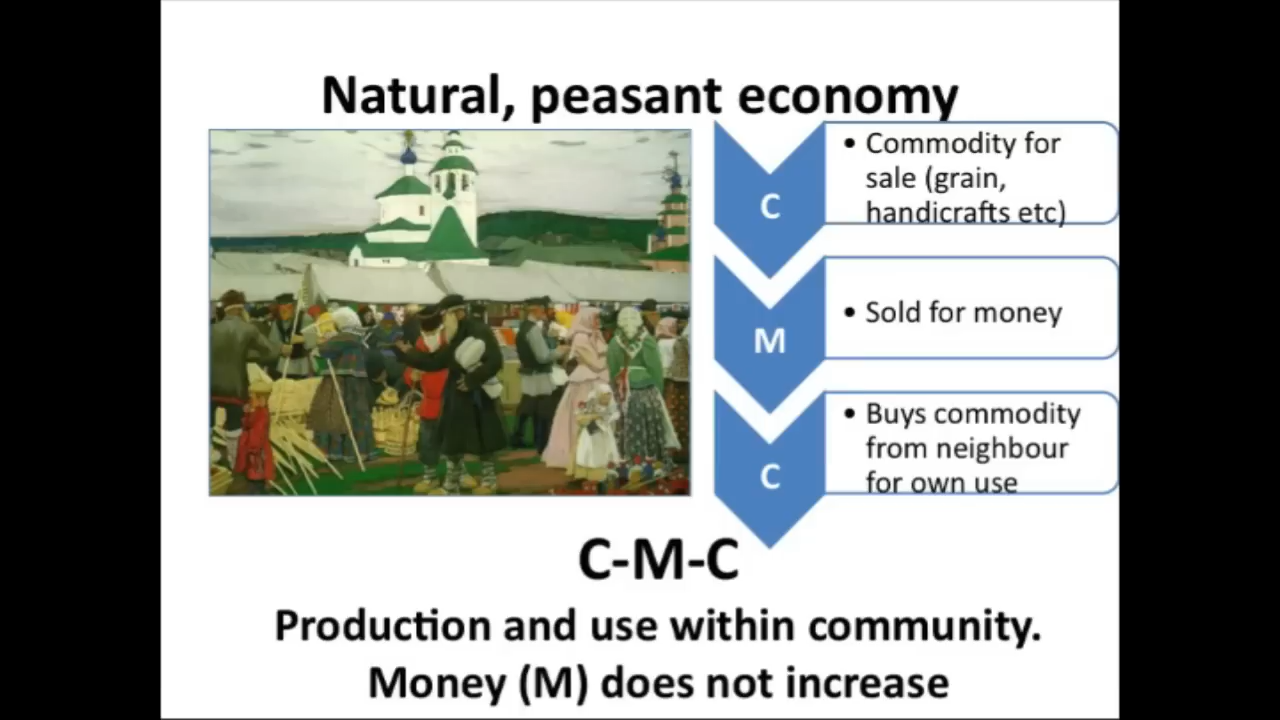 Natural, peasant economy
C
• Commodity for
sale (grain,
handicrafts etc)
M
• Sold for money
C
• Buys commodity
from neighbour
for own use
C-M-C
Production and use within community.
Money (M) does not increase